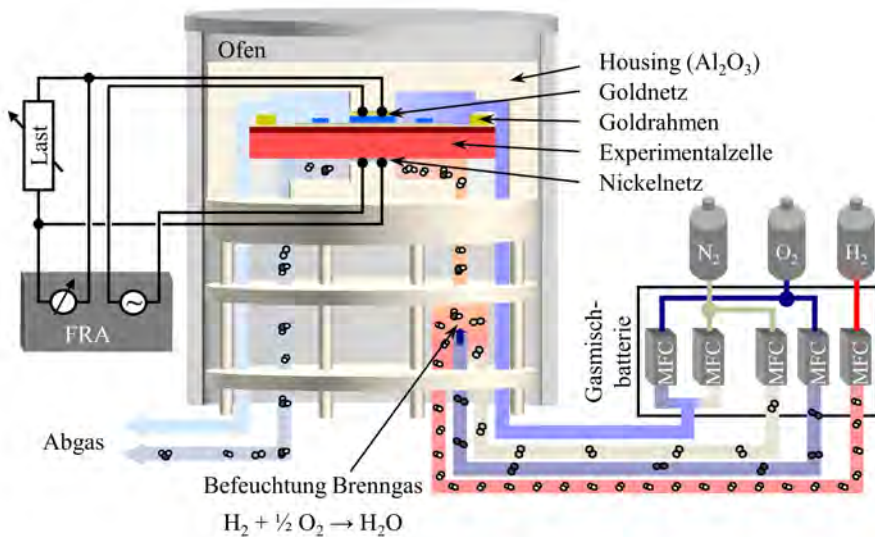 Ofen
Housing (Al₂O₃)
Goldnetz
Goldrahmen
Experimentalzelle
Nickelnetz
Last
FRA
~
N₂
O₂
H₂
Gasmisch-
batterie
MFC
MFC
MFC
MFC
MFC
Abgas
Befeuchtung Brenngas
H₂ + ½ O₂ → H₂O